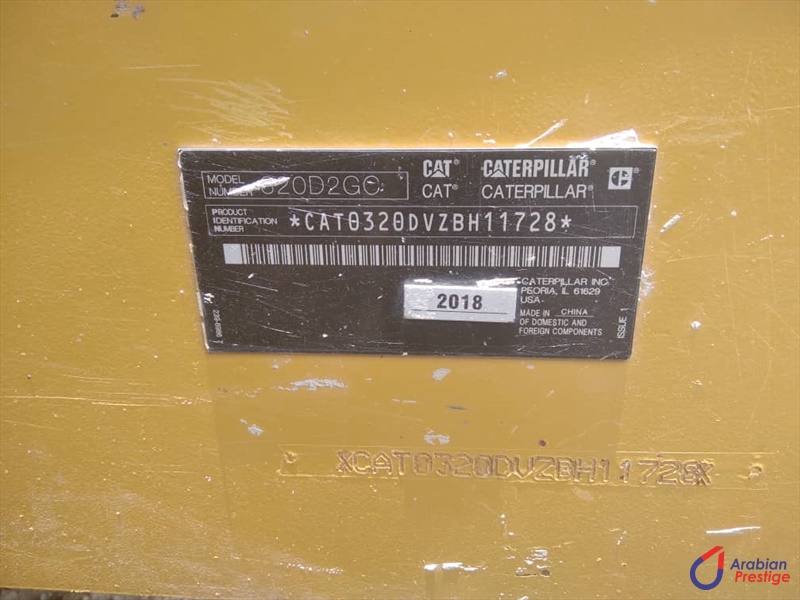 MODEL NUMBER 320D2GC
CAT® CATERPILLAR®
CAT® CATERPILLAR®
PRODUCT IDENTIFICATION NUMBER *CAT0320DVZBH11728*
CATERPILLAR INC.
PEORIA, IL 61629
USA
2018
MADE IN CHINA
OF DOMESTIC AND
FOREIGN COMPONENTS
ISSUE 1
XCAT0320DVZBH11728X
Arabian
Prestige